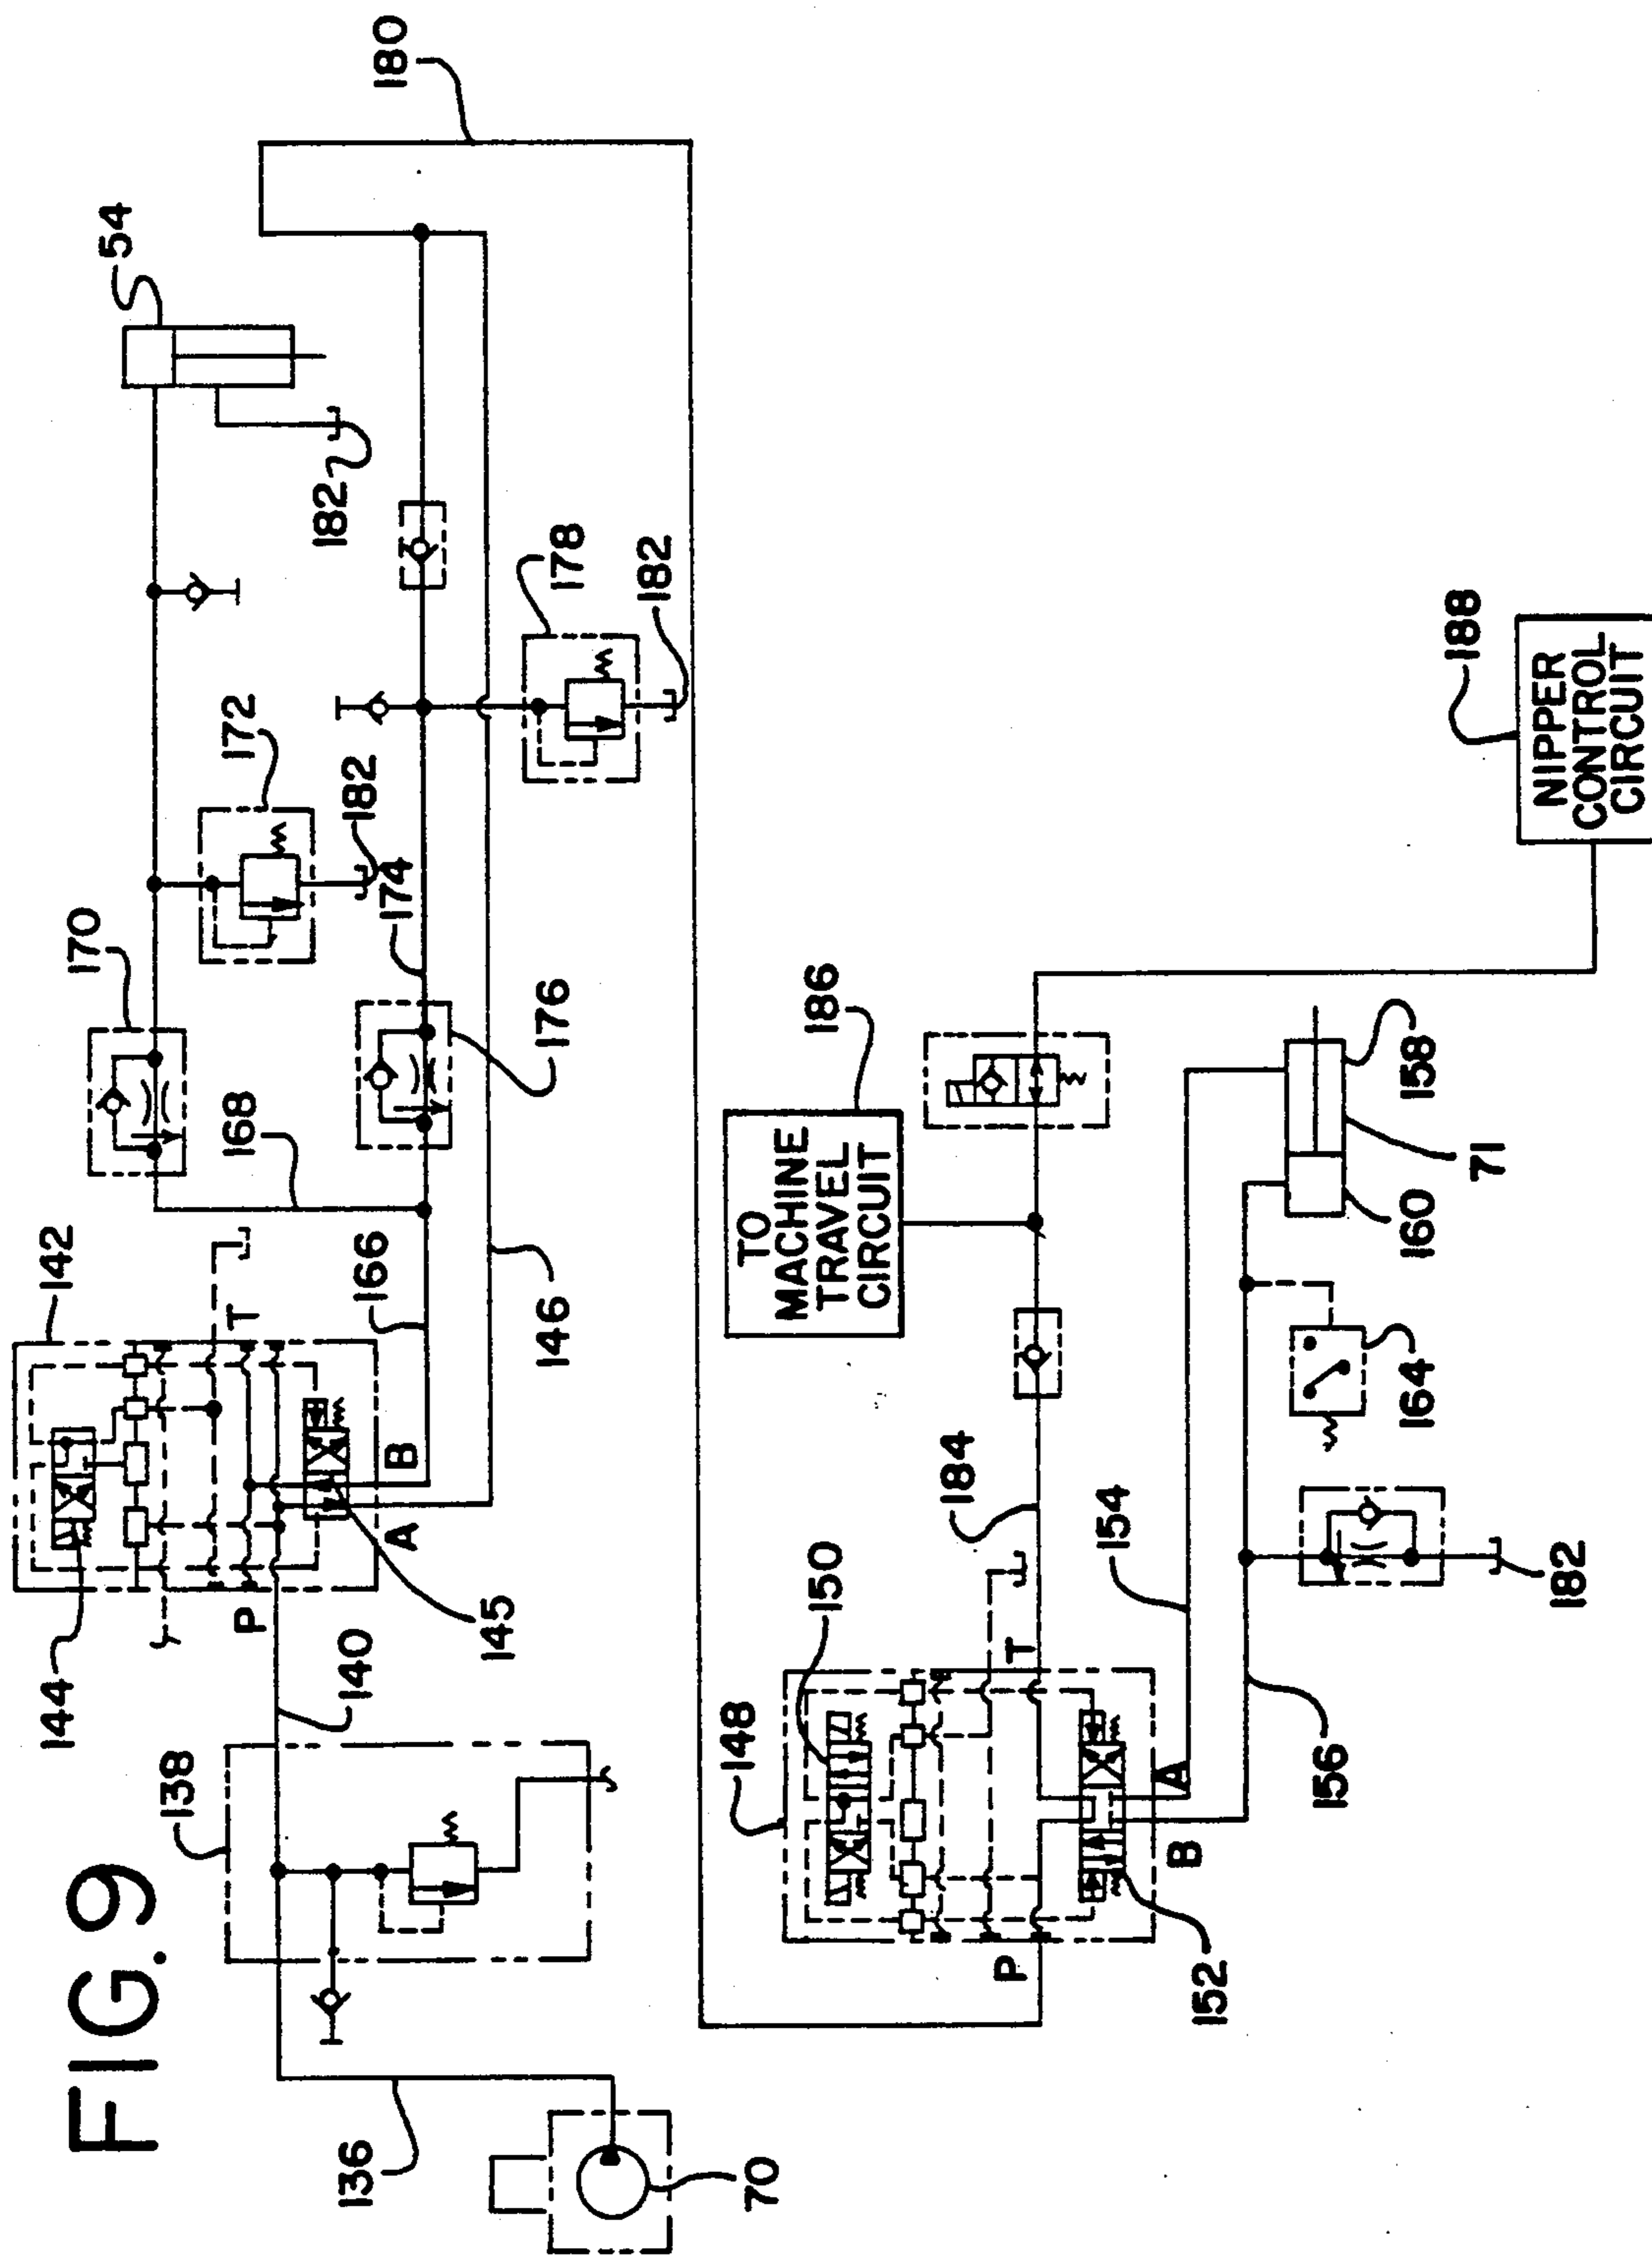 FIG. 9
136
70
138
140
P
144
142
T
A
B
145
166
146
168
170
172
182
174
176
54
182
178
182
180
148
150
P
T
152
B
A
184
154
156
TO
MACHINE
TRAVEL
CIRCUIT
186
182
164
160
71
158
NIPPER
CONTROL
CIRCUIT
188